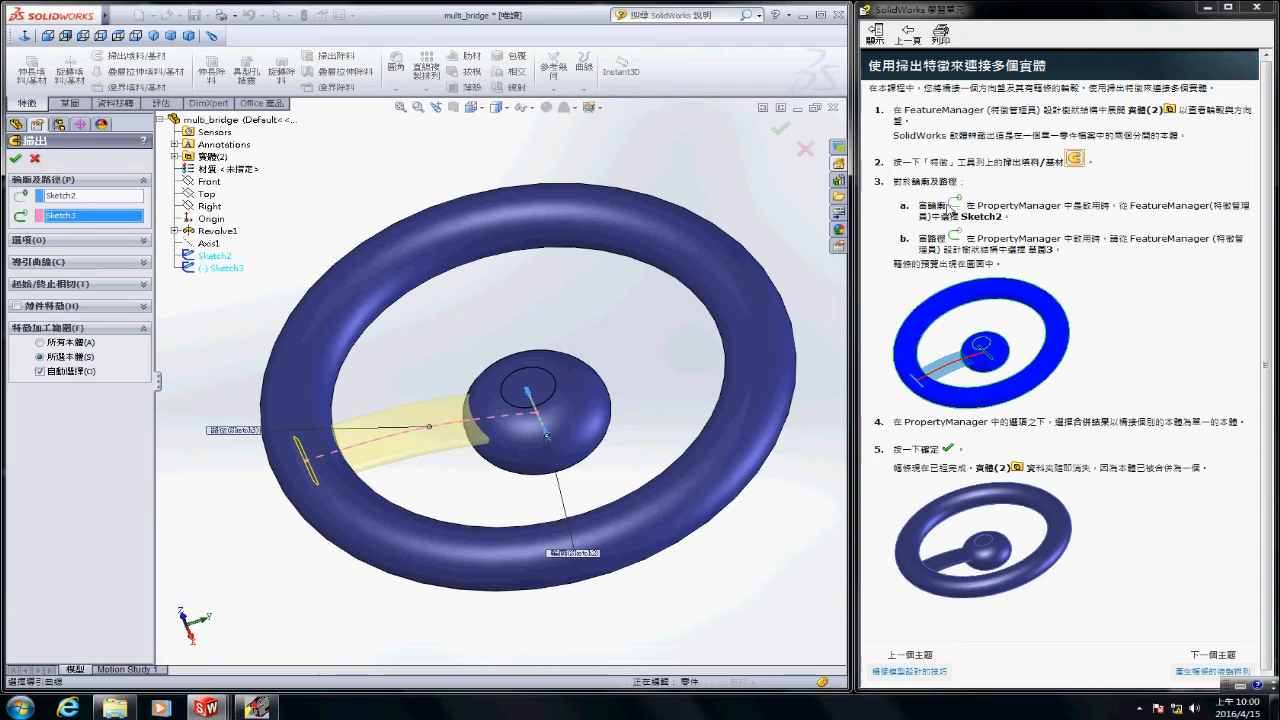 SOLIDWORKS
multi_bridge * [唯讀]
搜尋 SolidWorks 說明
伸長填料/基材
旋轉填料/基材
掃出填料/基材
疊層拉伸填料/基材
邊界填料/基材
伸長除料
異型孔精靈
旋轉除料
掃出除料
疊層拉伸除料
邊界除料
圓角
直線複製排列
肋材
拔模
薄殼
包覆
相交
鏡射
參考幾何
曲線
Instant3D
特徵
草圖
資料移轉
評估
DimXpert
Office 產品
掃出
?
輪廓及路徑(P)
Sketch2
Sketch3
選項(O)
導引曲線(C)
起始/終止相切(T)
薄件特徵(H)
特徵加工範圍(F)
所有本體(A)
所選本體(S)
自動選擇(O)
multi_bridge (Default<<...
Sensors
Annotations
實體(2)
材質 <未指定>
Front
Top
Right
Origin
Revolve1
Axis1
Sketch2
(-) Sketch3
路徑(Sketch3)
輪廓(Sketch2)
Z
Y
X
模型
Motion Study 1
選擇導引曲線
正在編輯：零件
SolidWorks 學習單元
顯示
上一頁
列印
使用掃出特徵來連接多個實體
在本課程中，您將橋接一個方向盤及其有幅條的輪轂，使用掃出特徵來連接多個實體。
1. 在 FeatureManager (特徵管理員) 設計樹狀結構中展開 實體(2) 以查看輪轂與方向盤。
SolidWorks 軟體辨識出這是在一個單一零件檔案中的兩個分開的本體。
2. 按一下「特徵」工具列上的掃出填料/基材 。
3. 對於輪廓及路徑：
a. 當輪廓 在 PropertyManager 中是啟用時，從 FeatureManager(特徵管理員)中選擇 Sketch2。
b. 當路徑 在 PropertyManager 中啟用時，請從 FeatureManager (特徵管理員) 設計樹狀結構中選擇 草圖3。
幅條的預覽出現在圖面中。
4. 在 PropertyManager 中的選項之下，選擇合併結果以橋接個別的本體為單一的本體。
5. 按一下確定 。
幅條現在已經完成。實體(2) 資料夾隨即消失，因為本體已被合併為一個。
上一個主題
下一個主題
橋接模型設計的技巧
產生幅條的複製排列
上午 10:00
2016/4/15